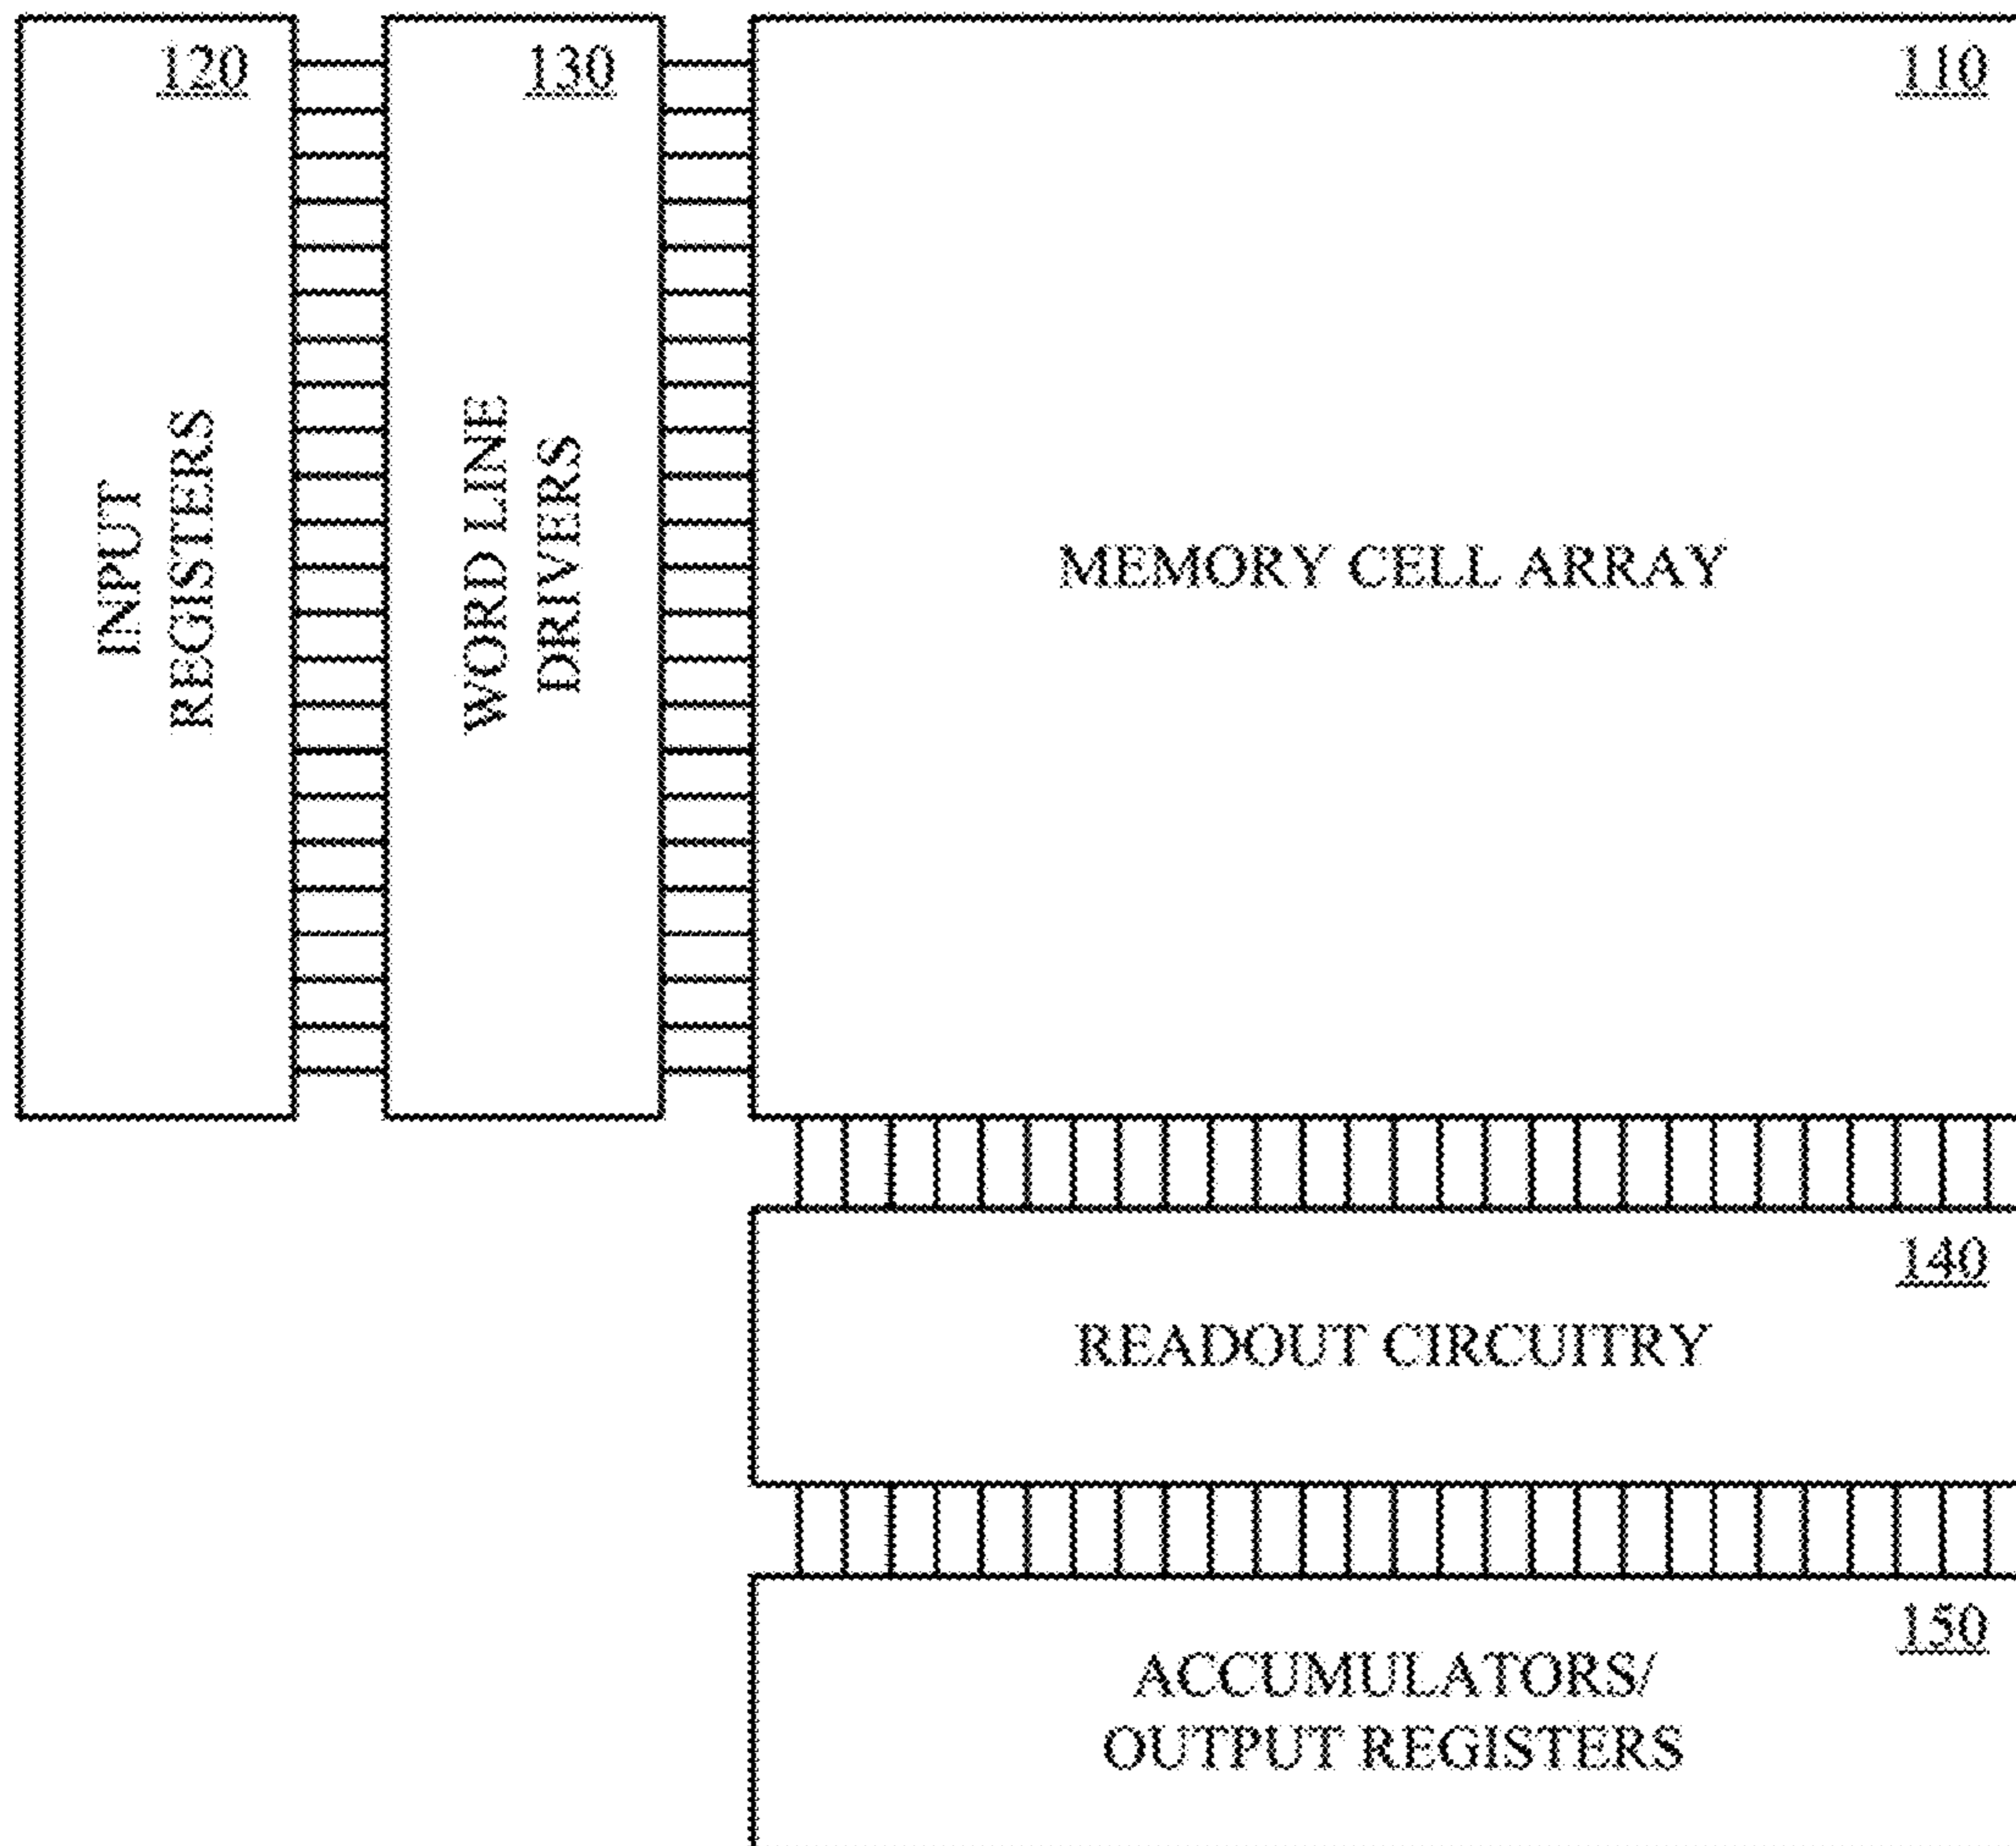 120
INPUT
REGISTERS
130
WORD LINE
DRIVERS
110
MEMORY CELL ARRAY
140
READOUT CIRCUITRY
150
ACCUMULATORS/
OUTPUT REGISTERS